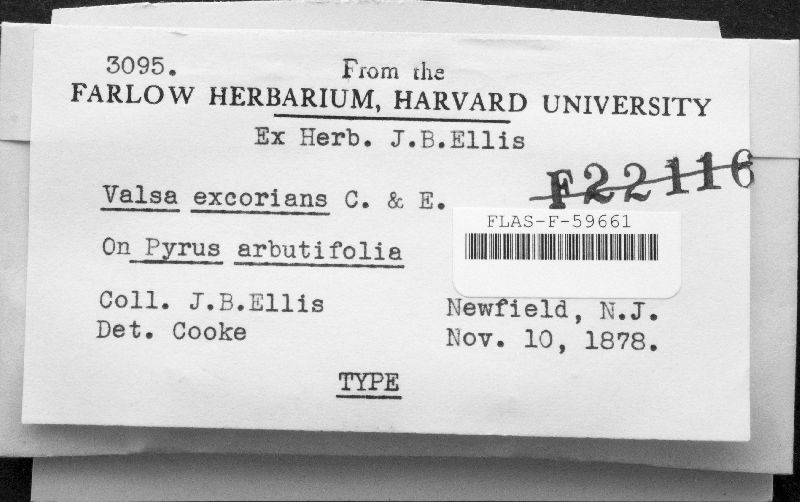 3095. From the
FARLOW HERBARIUM, HARVARD UNIVERSITY
Ex Herb. J.B.Ellis
F22116
Valsa excorians C. & E.
FLAS-F-59661
On Pyrus arbutifolia
Coll. J.B.Ellis Newfield, N.J.
Det. Cooke Nov. 10, 1878.
TYPE